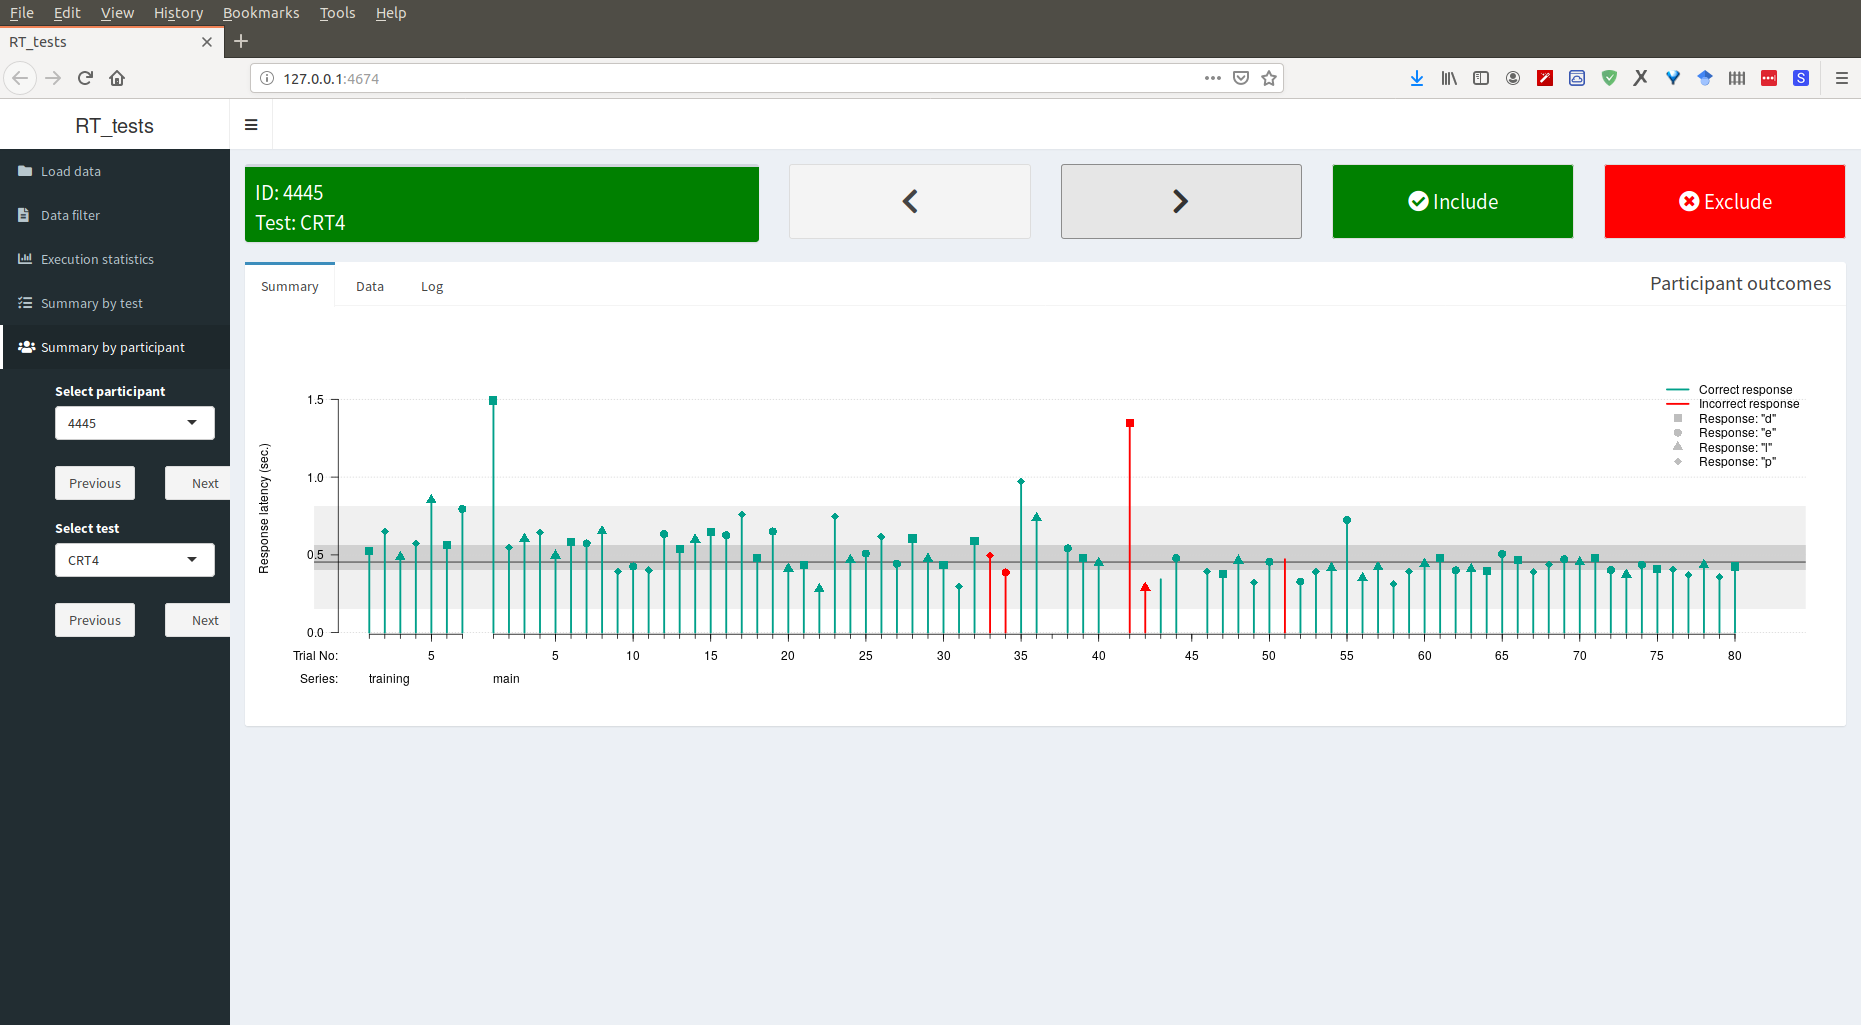 File Edit View History Bookmarks Tools Help
RT_tests
127.0.0.1:4674
RT_tests
Load data
Data filter
Execution statistics
Summary by test
Summary by participant
Select participant
4445
Previous Next
Select test
CRT4
Previous Next
ID: 4445
Test: CRT4
Include
Exclude
Summary Data Log
Participant outcomes
Correct response
Incorrect response
Response: "d"
Response: "e"
Response: "l"
Response: "p"
Response latency (sec.)
1.5
1.0
0.5
0.0
Trial No: 5 5 10 15 20 25 30 35 40 45 50 55 60 65 70 75 80
Series: training main